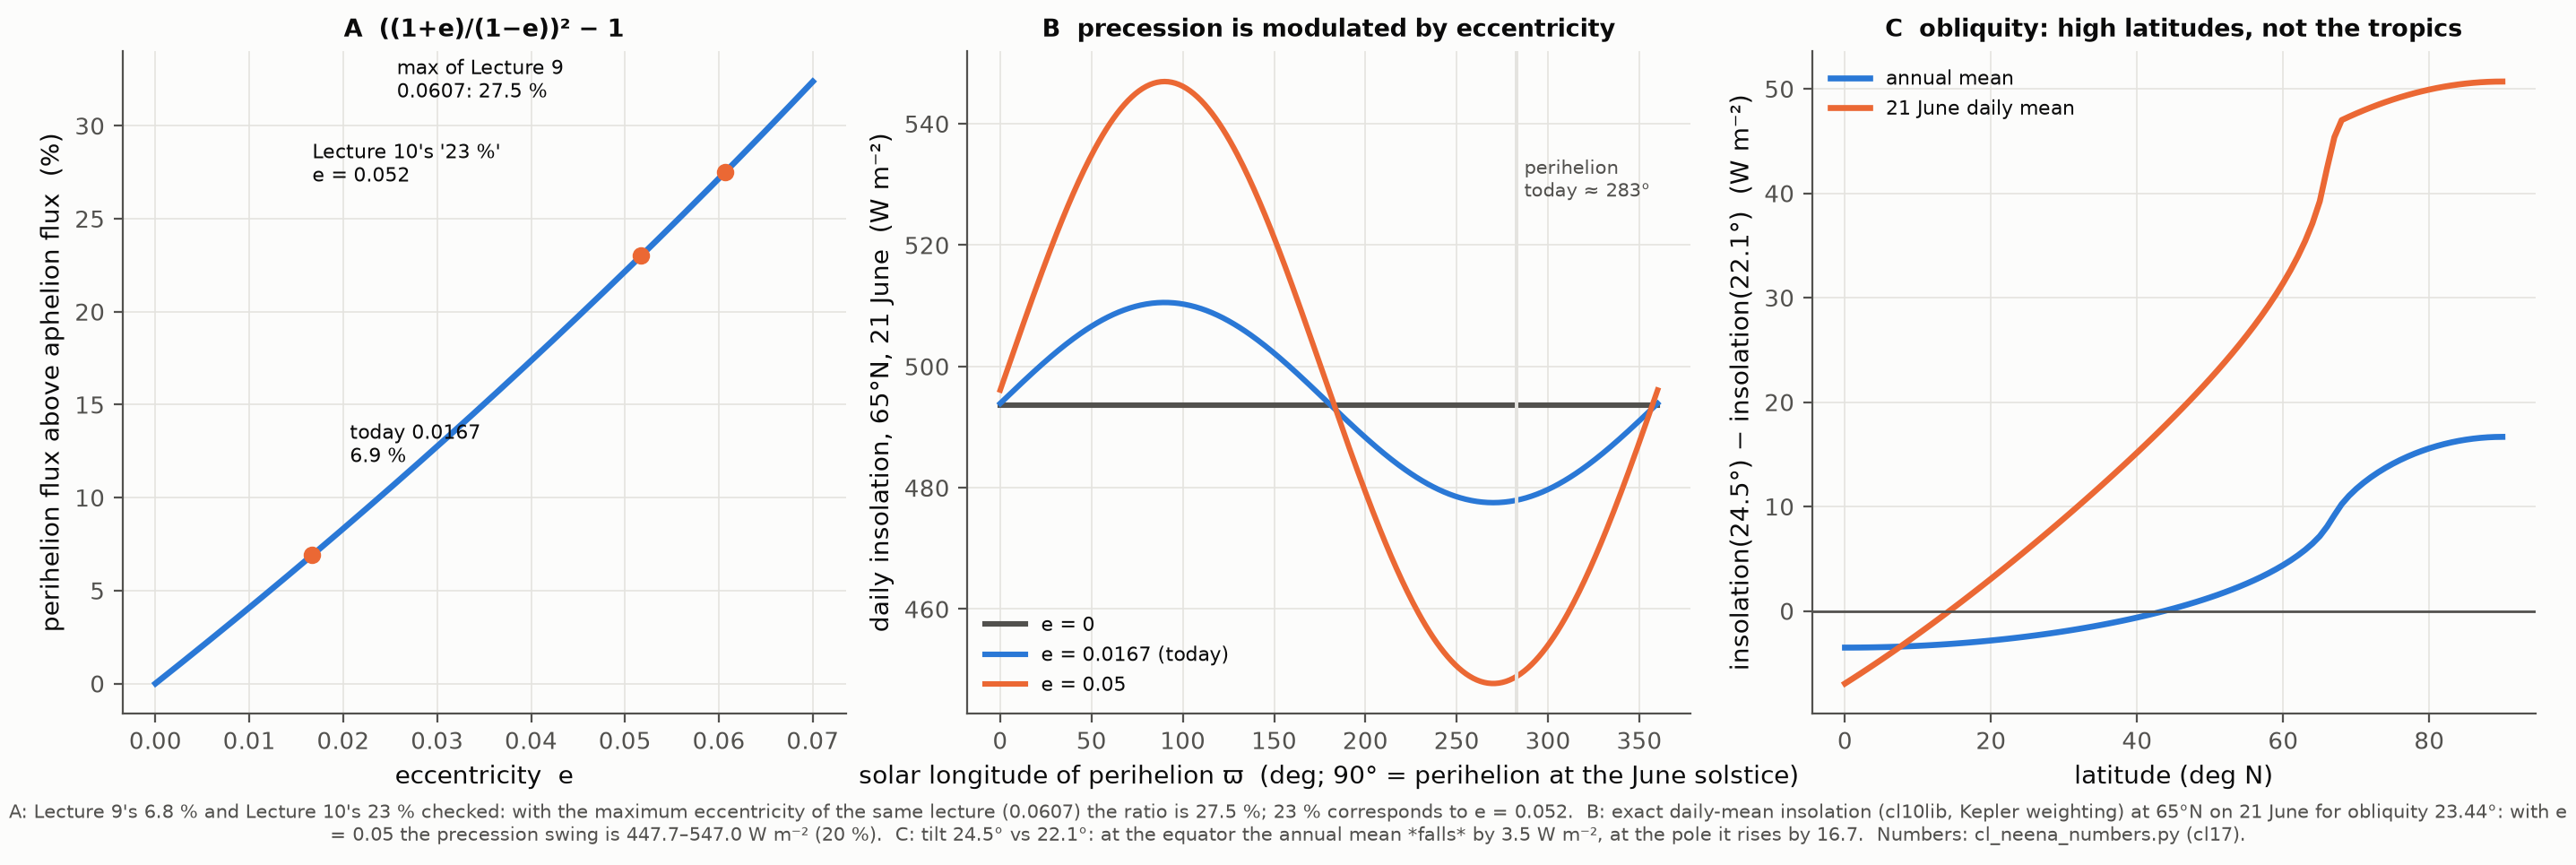 A  ((1+e)/(1−e))² − 1
perihelion flux above aphelion flux  (%)
30
25
20
15
10
5
0
max of Lecture 9
0.0607: 27.5 %
Lecture 10's '23 %'
e = 0.052
today 0.0167
6.9 %
0.00 0.01 0.02 0.03 0.04 0.05 0.06 0.07
eccentricity  e
B  precession is modulated by eccentricity
daily insolation, 65°N, 21 June  (W m⁻²)
540
520
500
480
460
perihelion
today ≈ 283°
e = 0
e = 0.0167 (today)
e = 0.05
0 50 100 150 200 250 300 350
solar longitude of perihelion ϖ  (deg; 90° = perihelion at the June solstice)
C  obliquity: high latitudes, not the tropics
insolation(24.5°) − insolation(22.1°)  (W m⁻²)
50
40
30
20
10
0
annual mean
21 June daily mean
0 20 40 60 80
latitude (deg N)
A: Lecture 9's 6.8 % and Lecture 10's 23 % checked: with the maximum eccentricity of the same lecture (0.0607) the ratio is 27.5 %; 23 % corresponds to e = 0.052.  B: exact daily-mean insolation (cl10lib, Kepler weighting) at 65°N on 21 June for obliquity 23.44°: with e
= 0.05 the precession swing is 447.7–547.0 W m⁻² (20 %).  C: tilt 24.5° vs 22.1°: at the equator the annual mean *falls* by 3.5 W m⁻², at the pole it rises by 16.7.  Numbers: cl_neena_numbers.py (cl17).